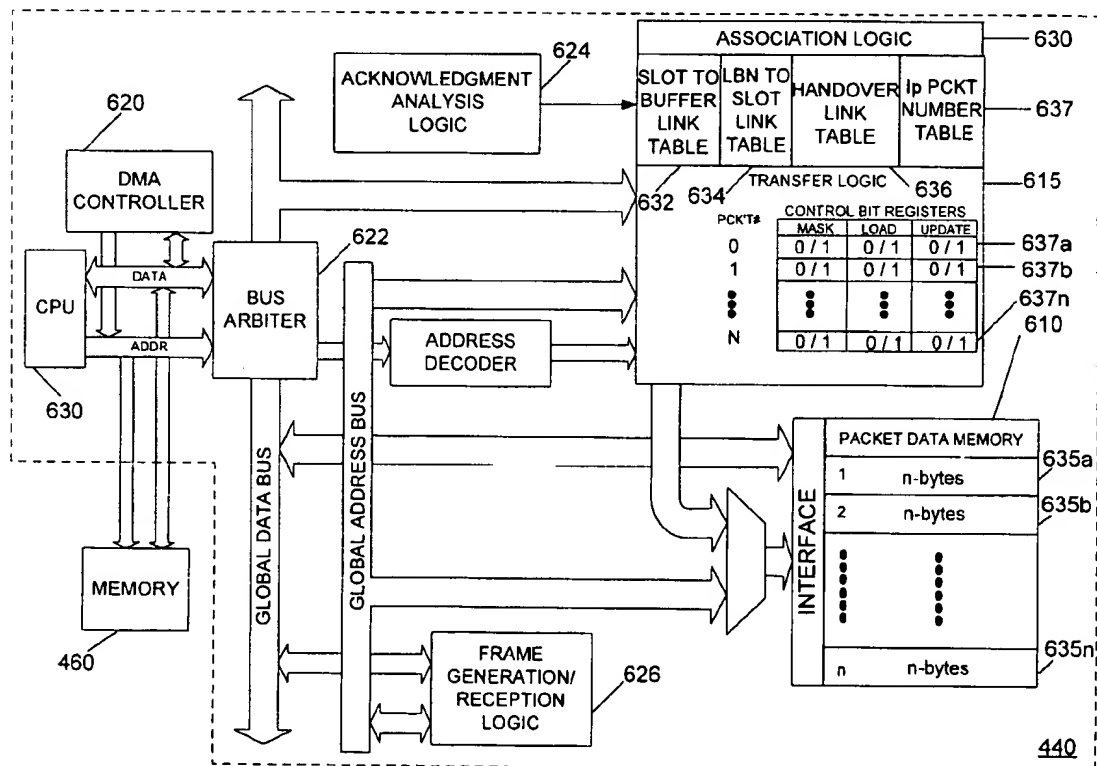 ASSOCIATION LOGIC
630
624
ACKNOWLEDGMENT
ANALYSIS
LOGIC
SLOT TO
BUFFER
LINK
TABLE
LBN TO
SLOT
LINK
TABLE
HANDOVER
LINK
TABLE
Ip PCKT
NUMBER
TABLE
637
620
DMA
CONTROLLER
632
634
TRANSFER LOGIC
636
615
PCK'T#
CONTROL BIT REGISTERS
MASK LOAD UPDATE
0 0/1 0/1 0/1 637a
1 0/1 0/1 0/1 637b
637n
N 0/1 0/1 0/1
610
622
CPU
DATA
BUS
ARBITER
ADDR
630
ADDRESS
DECODER
GLOBAL DATA BUS
GLOBAL ADDRESS BUS
INTERFACE
PACKET DATA MEMORY
1 n-bytes 635a
2 n-bytes 635b
n n-bytes 635n
MEMORY
460
FRAME
GENERATION/
RECEPTION
LOGIC
626
440